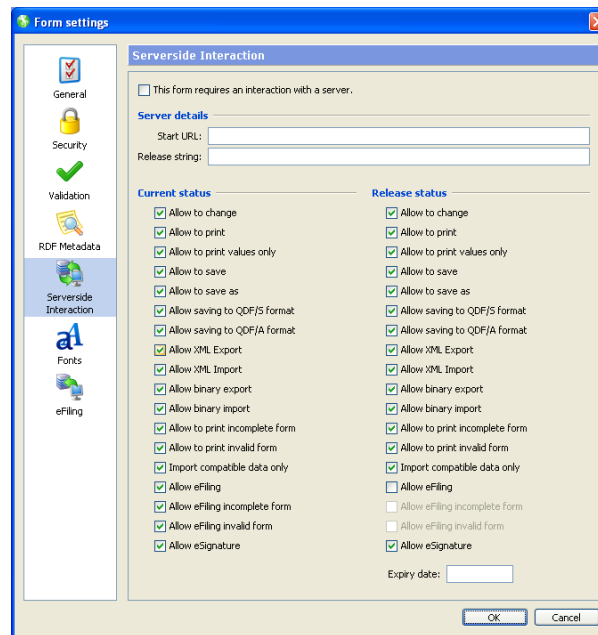 Form settings
General
Security
Validation
RDF Metadata
Serverside
Interaction
Fonts
eFiling
Serverside Interaction
This form requires an interaction with a server.
Server details
Start URL:
Release string:
Current status
Allow to change
Allow to print
Allow to print values only
Allow to save
Allow to save as
Allow saving to QDF/S format
Allow saving to QDF/A format
Allow XML Export
Allow XML Import
Allow binary export
Allow binary import
Allow to print incomplete form
Allow to print invalid form
Import compatible data only
Allow eFiling
Allow eFiling incomplete form
Allow eFiling invalid form
Allow eSignature
Release status
Allow to change
Allow to print
Allow to print values only
Allow to save
Allow to save as
Allow saving to QDF/S format
Allow saving to QDF/A format
Allow XML Export
Allow XML Import
Allow binary export
Allow binary import
Allow to print incomplete form
Allow to print invalid form
Import compatible data only
Allow eFiling
Allow eFiling incomplete form
Allow eFiling invalid form
Allow eSignature
Expiry date:
OK
Cancel